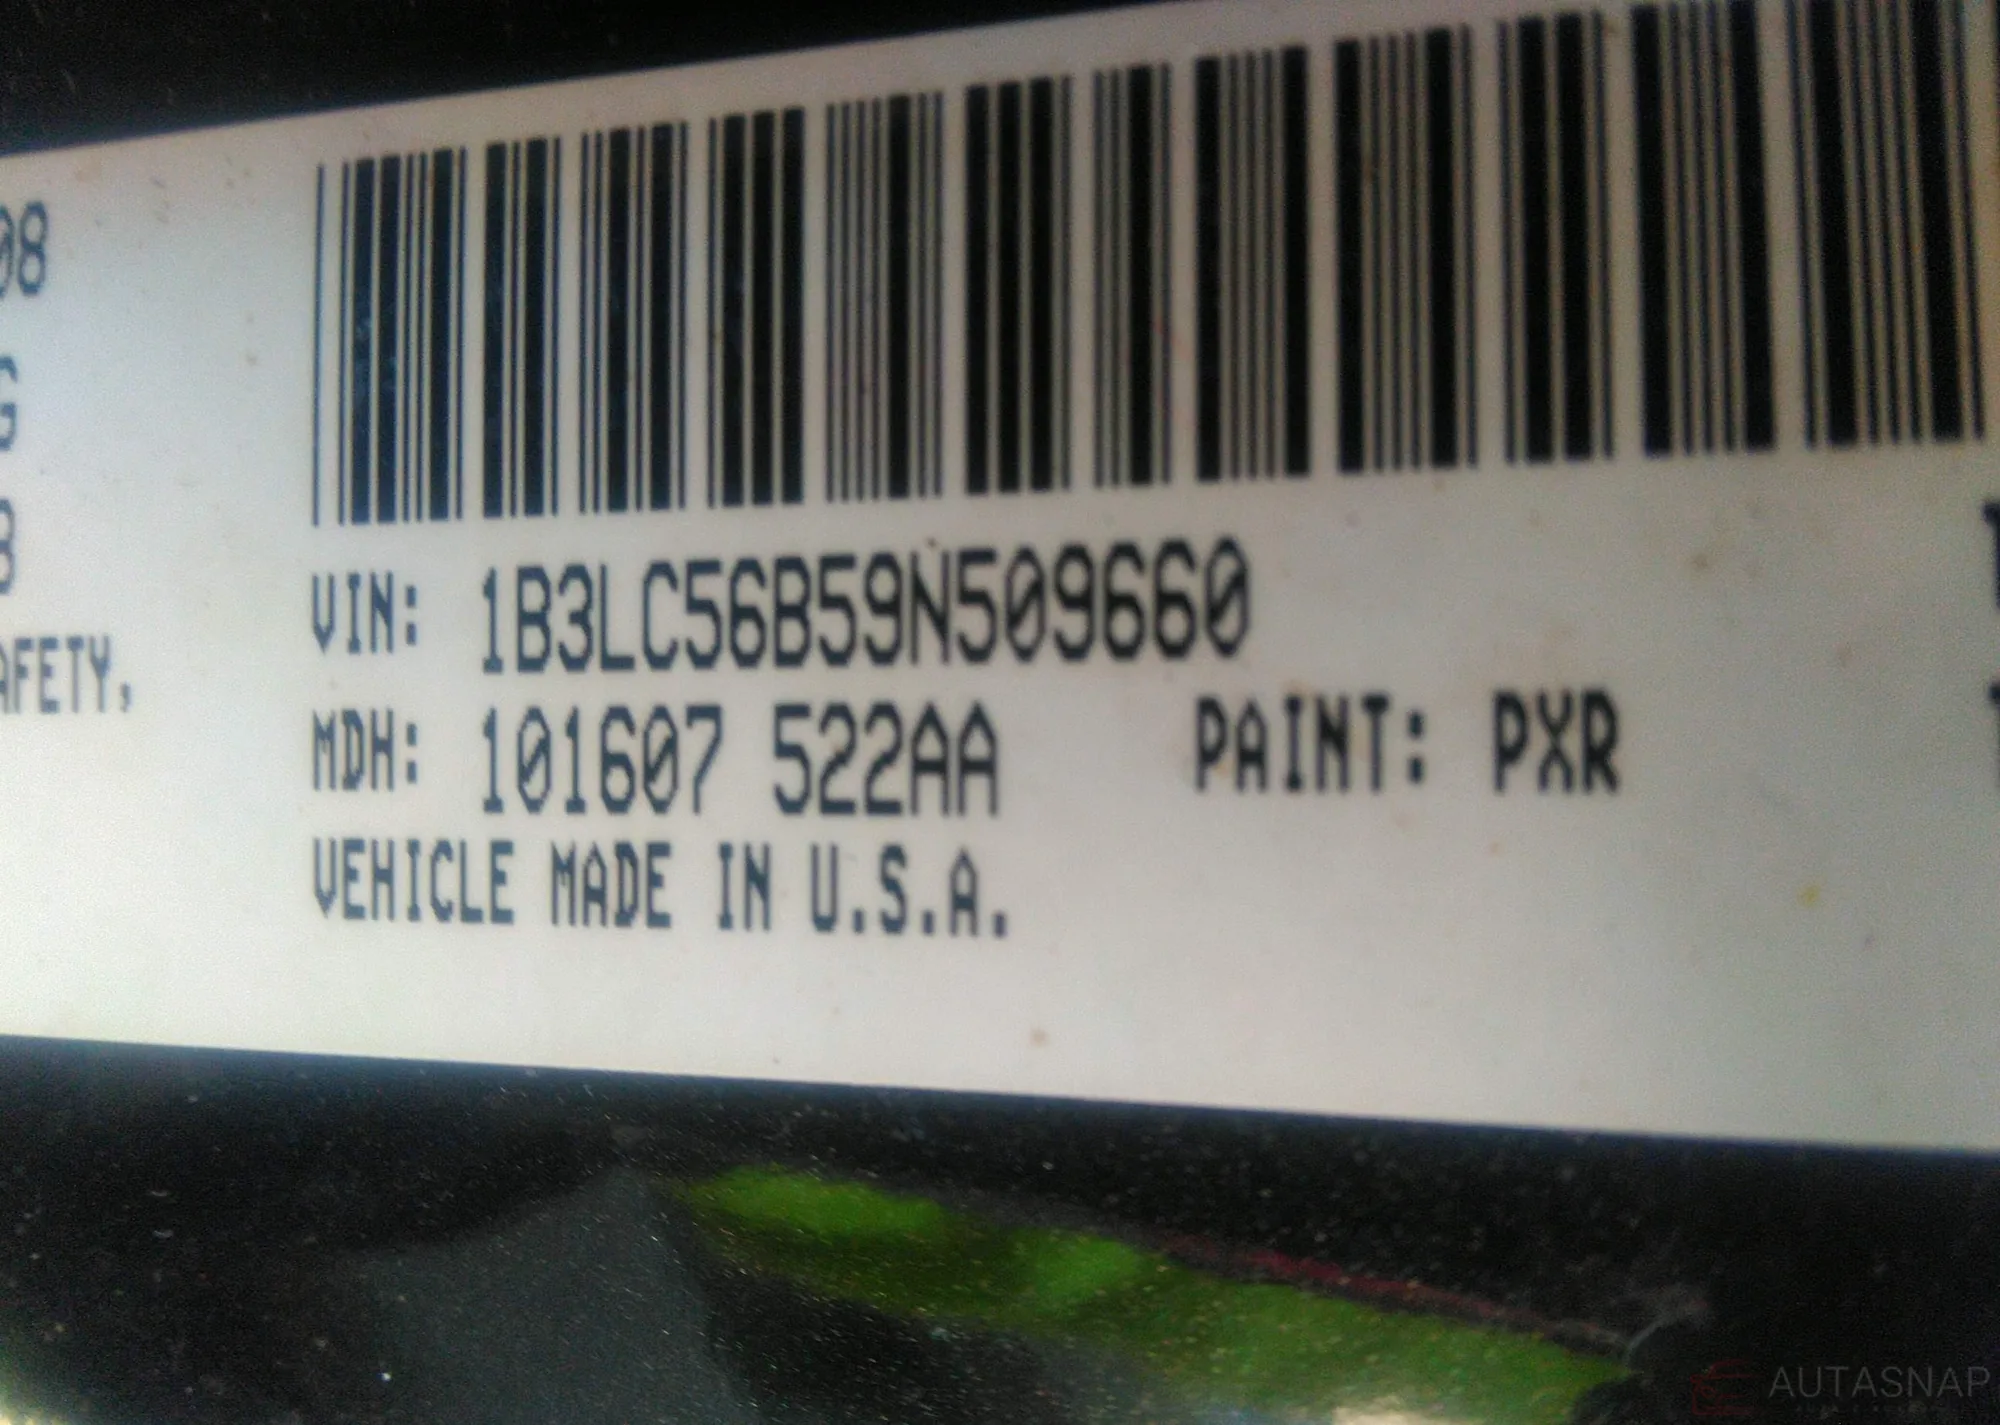 08
G
AFETY,
VIN: 1B3LC56B59N509660
MDH: 101607 522AA PAINT: PXR
VEHICLE MADE IN U.S.A.
AUTASNAP